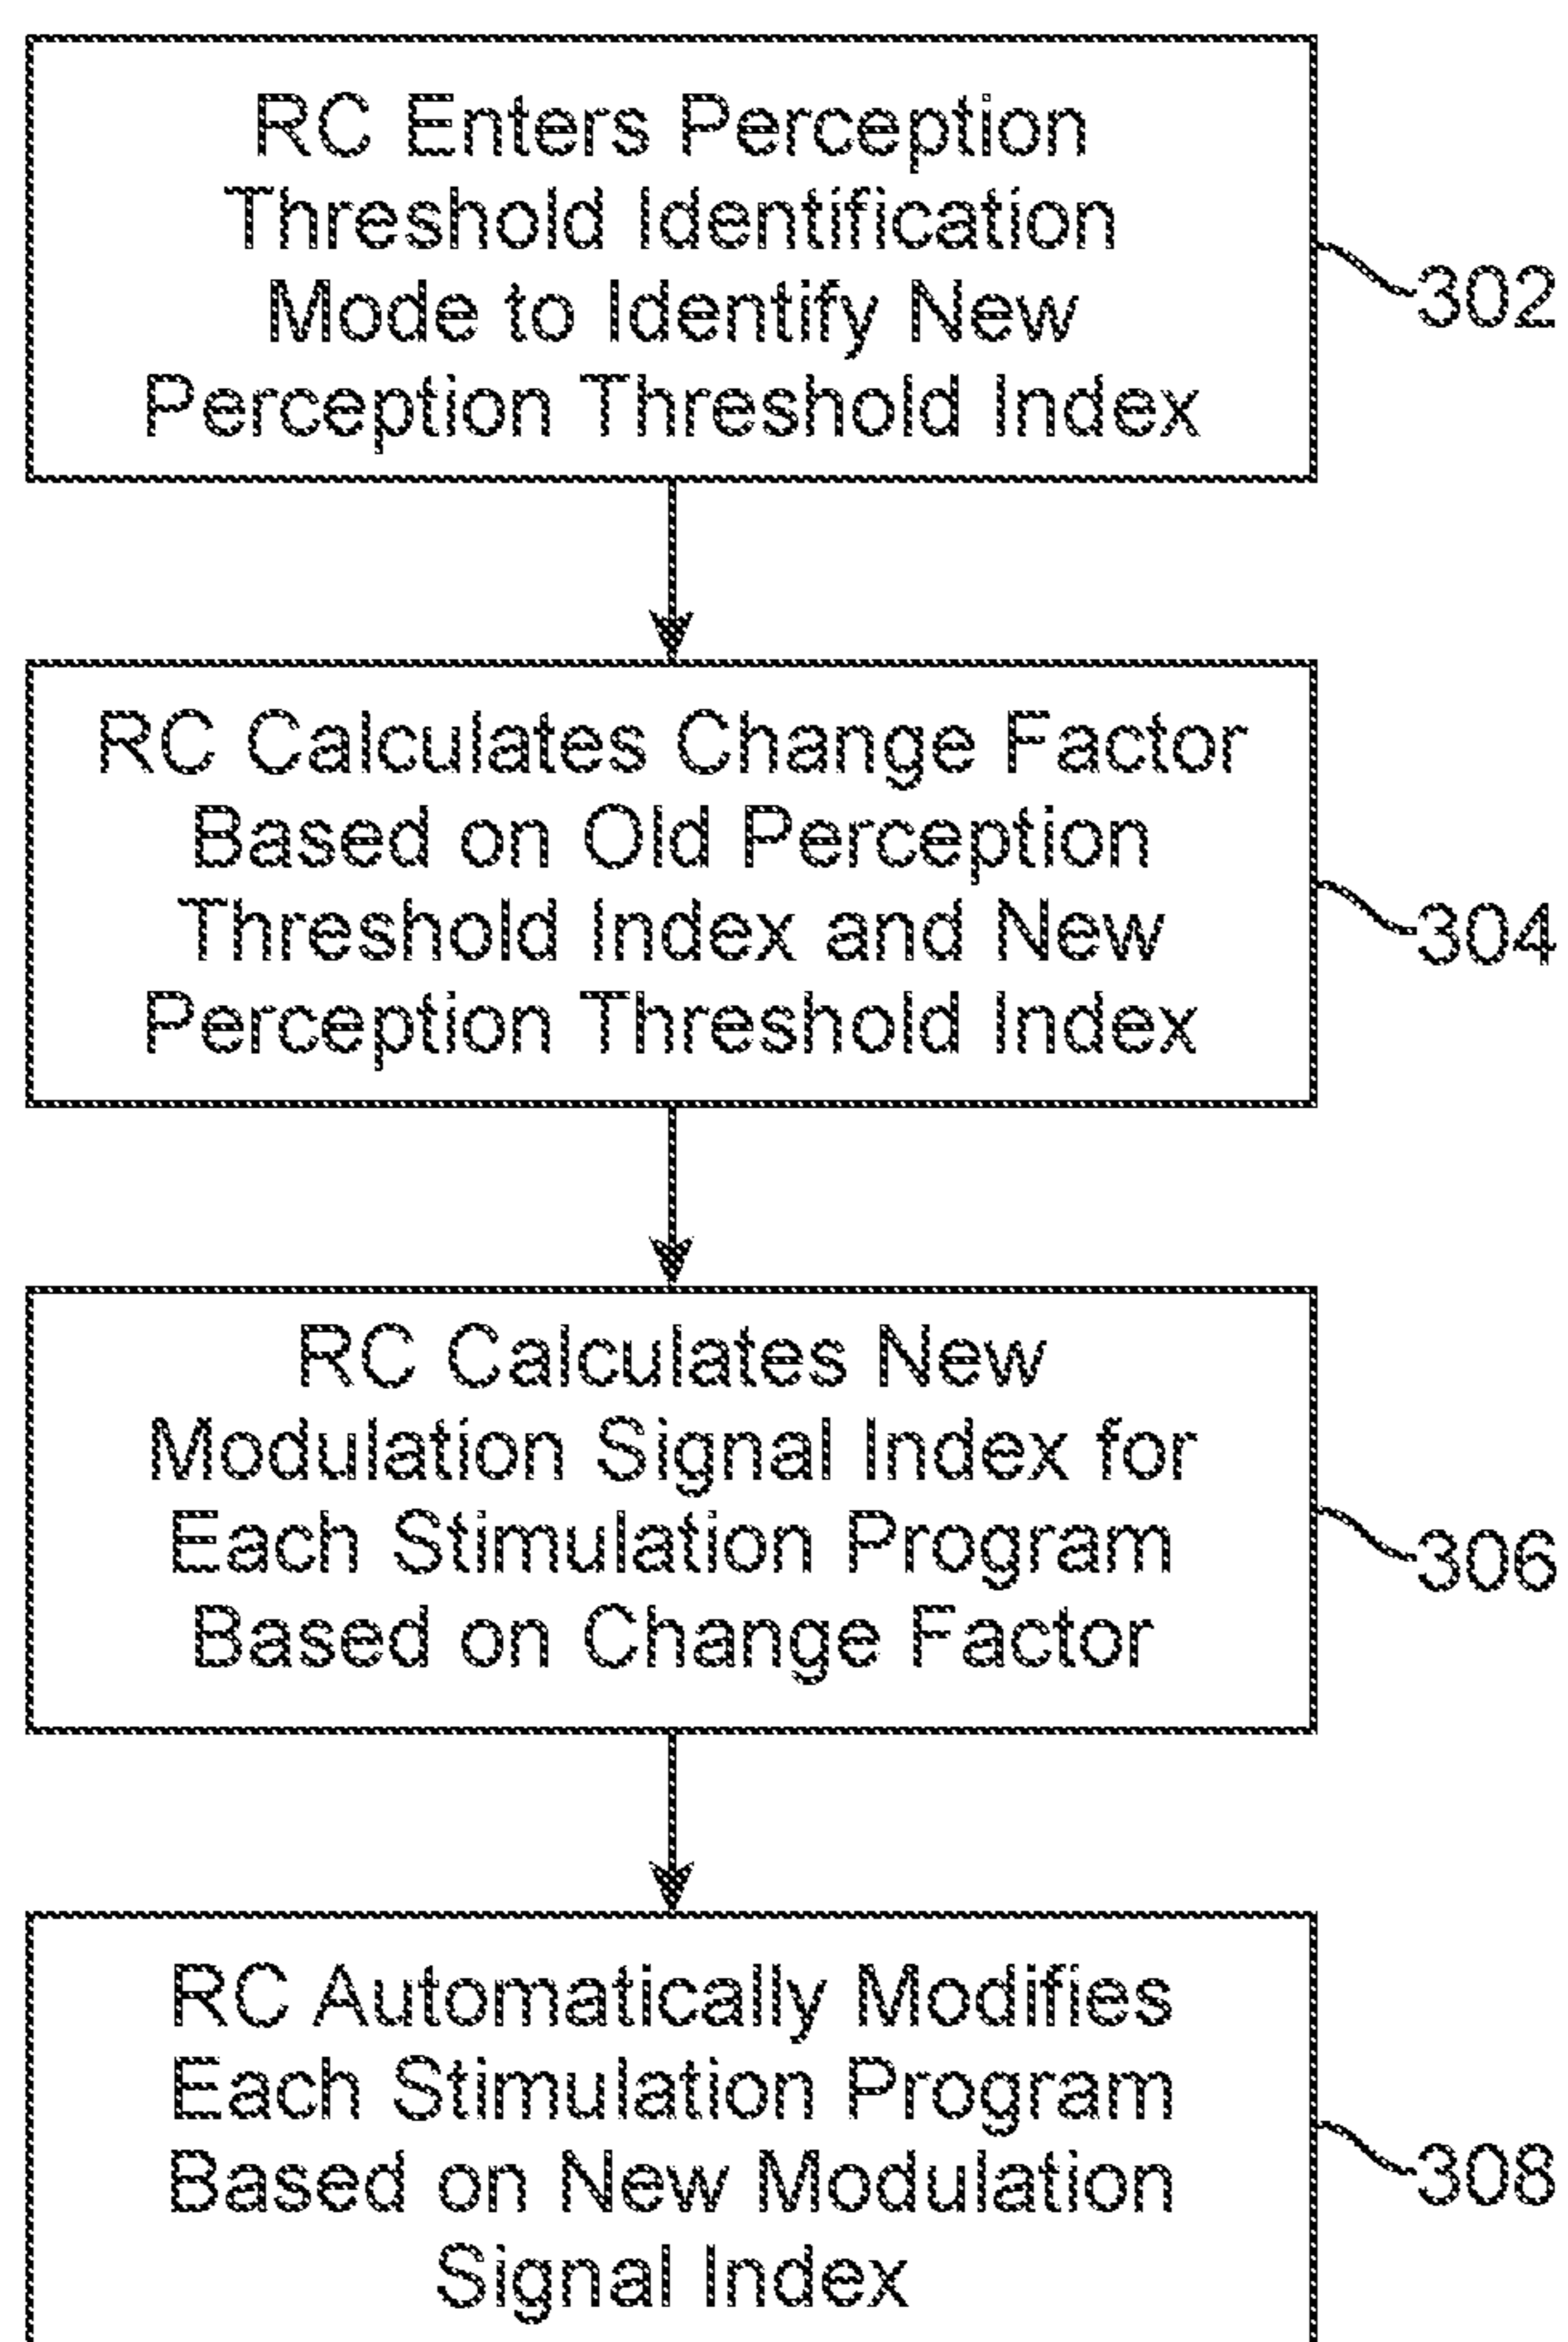 RC Enters Perception
Threshold Identification
Mode to Identify New
Perception Threshold Index
302
RC Calculates Change Factor
Based on Old Perception
Threshold Index and New
Perception Threshold Index
304
RC Calculates New
Modulation Signal Index for
Each Stimulation Program
Based on Change Factor
306
RC Automatically Modifies
Each Stimulation Program
Based on New Modulation
Signal Index
308